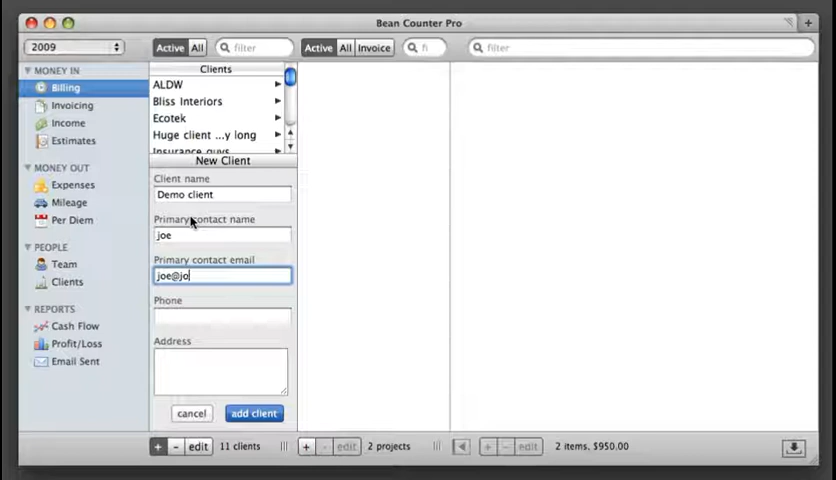 Bean Counter Pro
2009
Active All filter
Active All Invoice fi
filter
MONEY IN
Billing
Invoicing
Income
Estimates
MONEY OUT
Expenses
Mileage
Per Diem
PEOPLE
Team
Clients
REPORTS
Cash Flow
Profit/Loss
Email Sent
Clients
ALDW
Bliss Interiors
Ecotek
Huge client ...y long
Insurance guys
New Client
Client name
Demo client
Primary contact name
joe
Primary contact email
joe@jo
Phone
Address
cancel add client
+ - edit 11 clients
+ - edit 2 projects
+ - edit 2 items, $950.00